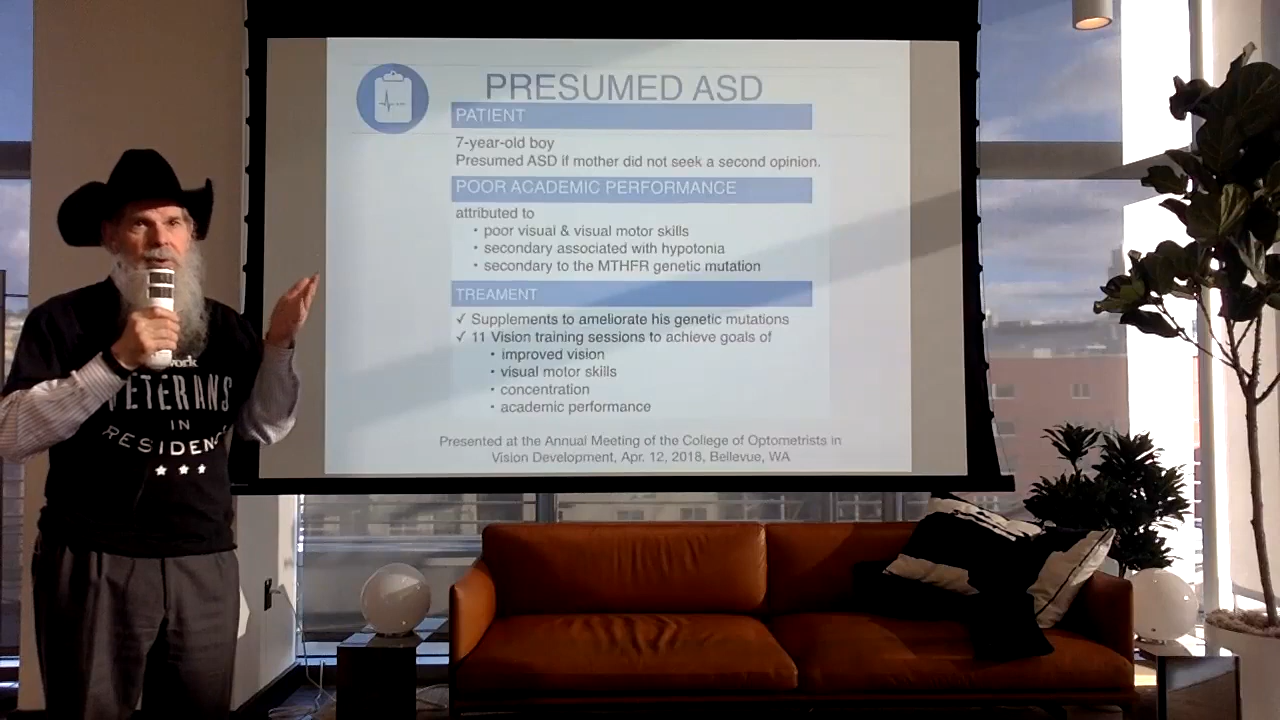 PRESUMED ASD
PATIENT
7-year-old boy
Presumed ASD if mother did not seek a second opinion.
POOR ACADEMIC PERFORMANCE
attributed to
• poor visual & visual motor skills
• secondary associated with hypotonia
• secondary to the MTHFR genetic mutation
TREAMENT
✓ Supplements to ameliorate his genetic mutations
✓ 11 Vision training sessions to achieve goals of
• improved vision
• visual motor skills
• concentration
• academic performance
Presented at the Annual Meeting of the College of Optometrists in
Vision Development, Apr. 12, 2018, Bellevue, WA
work
VETERANS
IN
RESIDENC